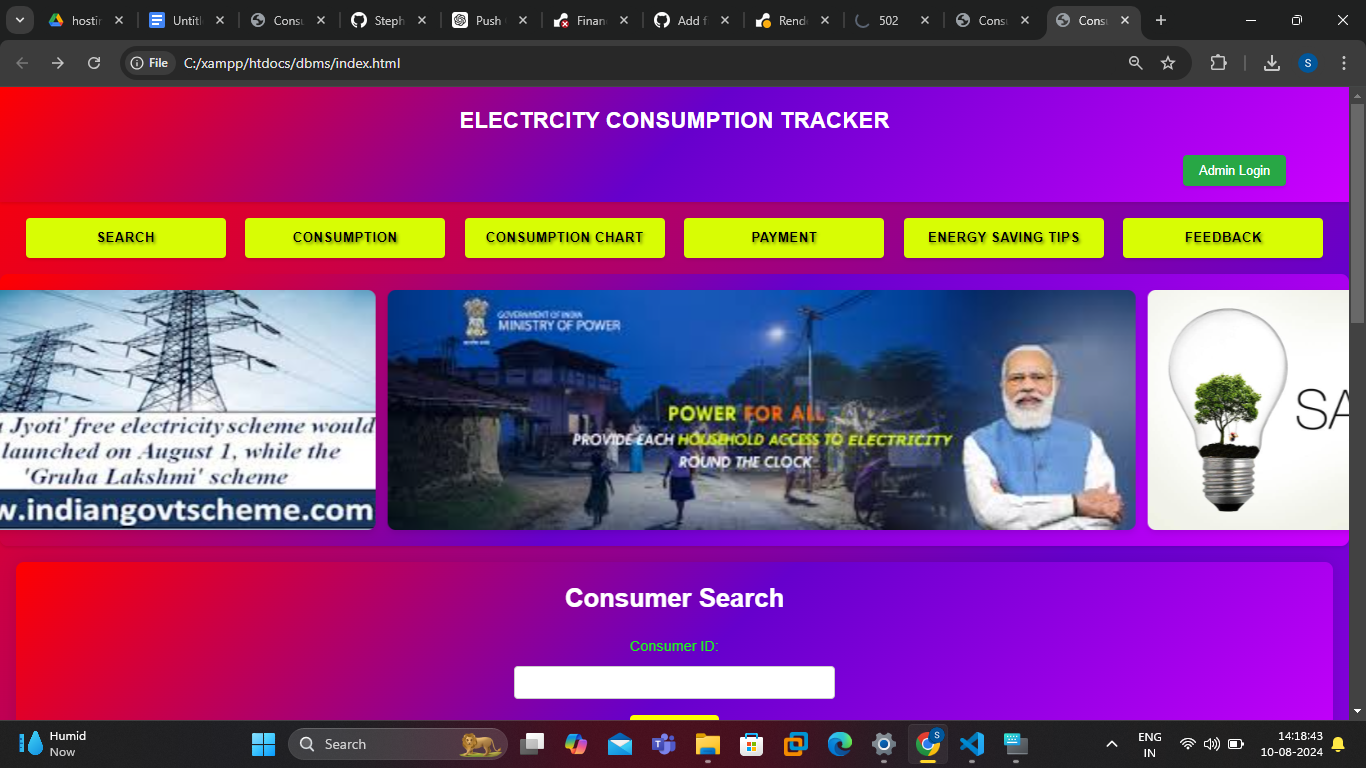 hostin
Untitl
Consu
Steph
Push
Finan
Add f
Rend
502
Consu
Consu
File
C:/xampp/htdocs/dbms/index.html
S
ELECTRCITY CONSUMPTION TRACKER
Admin Login
SEARCH
CONSUMPTION
CONSUMPTION CHART
PAYMENT
ENERGY SAVING TIPS
FEEDBACK
Jyoti' free electricity scheme would
launched on August 1, while the
'Gruha Lakshmi' scheme
w.indiangovtscheme.com
GOVERNMENT OF INDIA
MINISTRY OF POWER
POWER FOR ALL
PROVIDE EACH HOUSEHOLD ACCESS TO ELECTRICITY
ROUND THE CLOCK
SA
Consumer Search
Consumer ID:
Humid
Now
Search
S
ENG
IN
14:18:43
10-08-2024